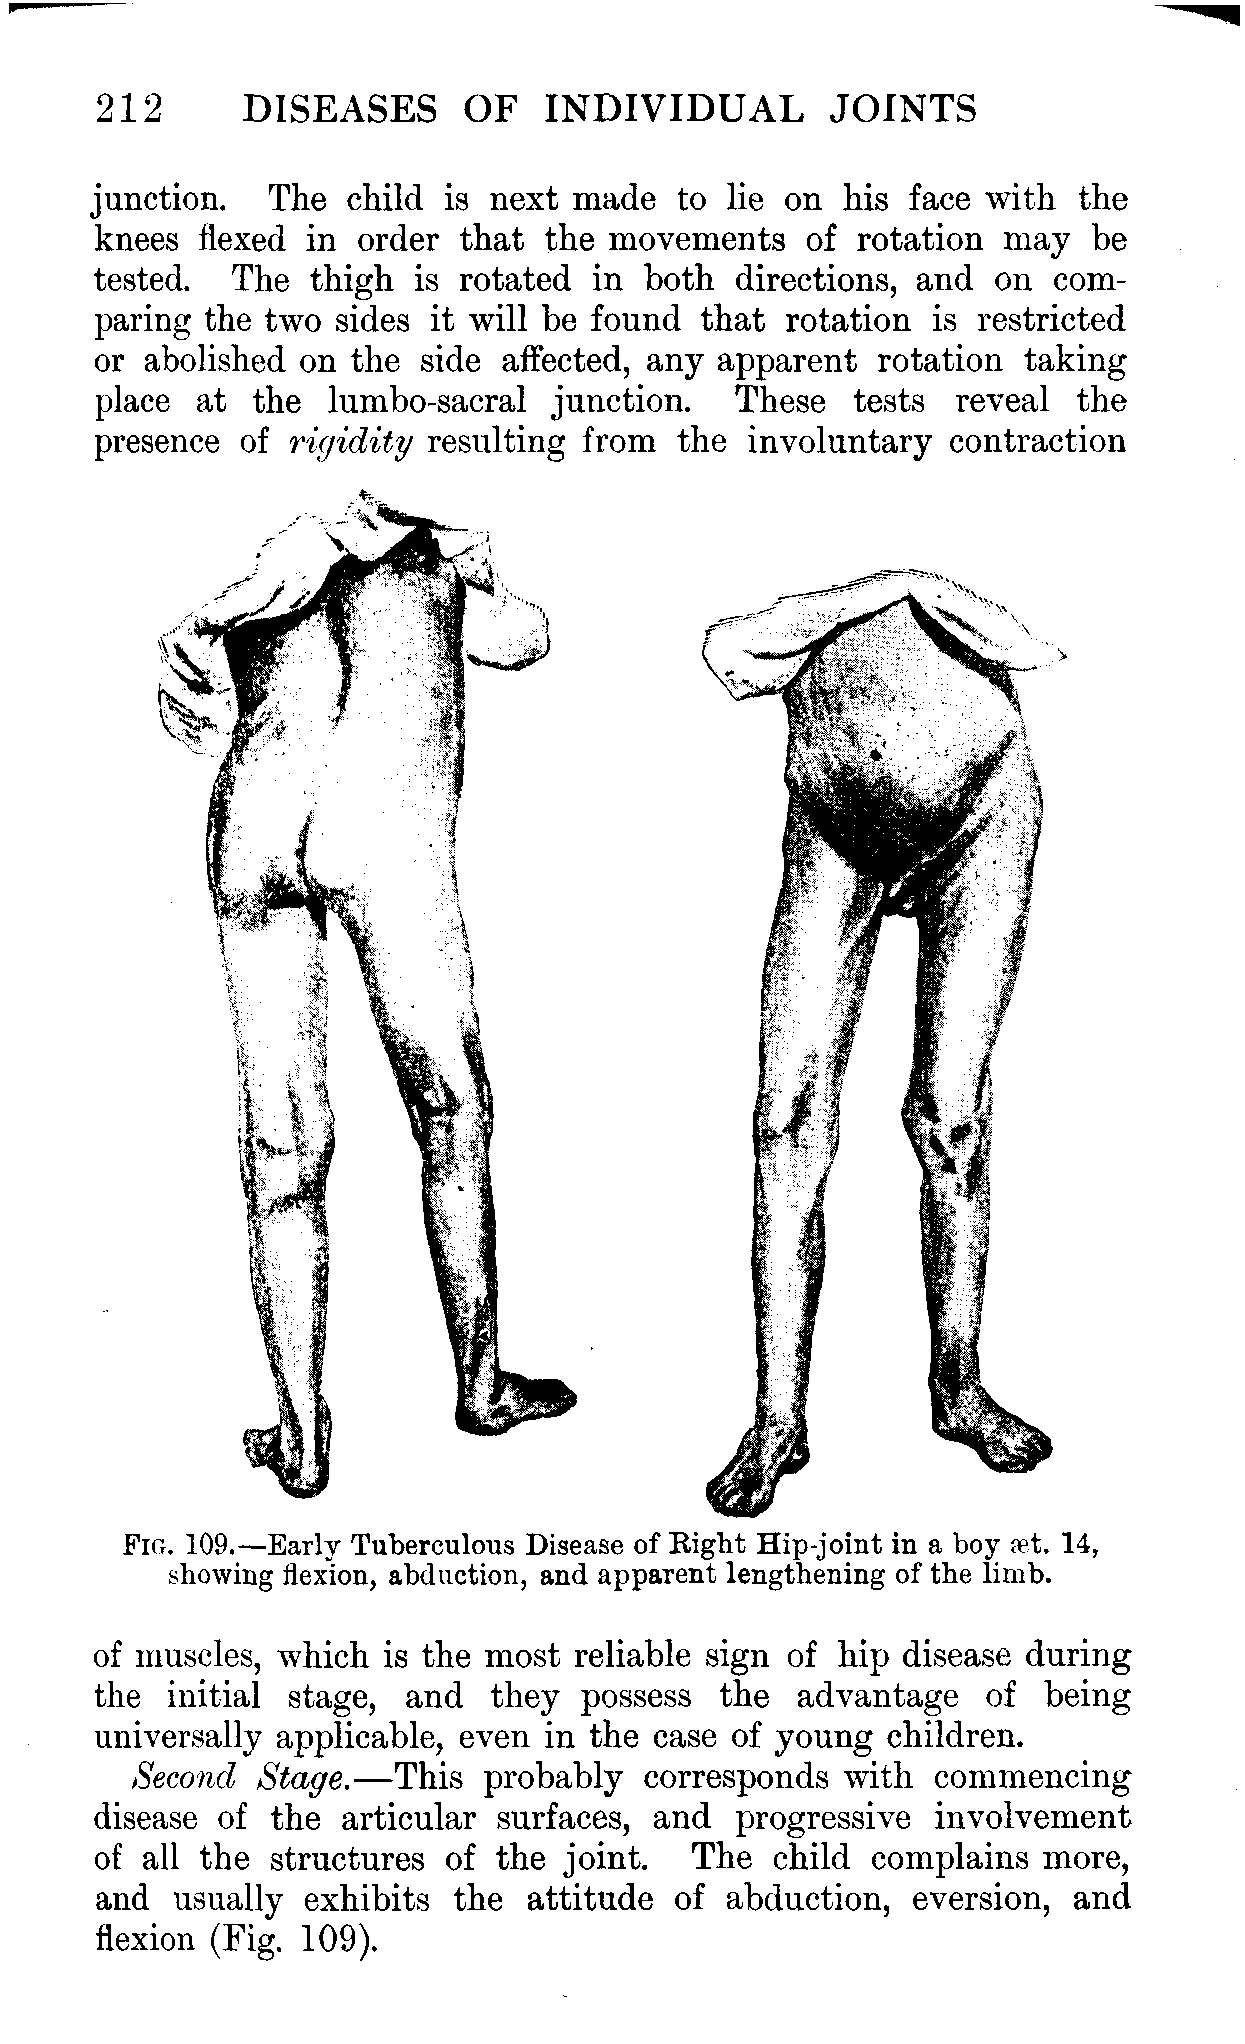 212 DISEASES OF INDIVIDUAL JOINTS
junction. The child is next made to lie on his face with the
knees flexed in order that the movements of rotation may be
tested. The thigh is rotated in both directions, and on com-
paring the two sides it will be found that rotation is restricted
or abolished on the side affected, any apparent rotation taking
place at the lumbo-sacral junction. These tests reveal the
presence of rigidity resulting from the involuntary contraction
FIG. 109.—Early Tuberculous Disease of Right Hip-joint in a boy æt. 14,
showing flexion, abduction, and apparent lengthening of the limb.
of muscles, which is the most reliable sign of hip disease during
the initial stage, and they possess the advantage of being
universally applicable, even in the case of young children.
Second Stage.—This probably corresponds with commencing
disease of the articular surfaces, and progressive involvement
of all the structures of the joint. The child complains more,
and usually exhibits the attitude of abduction, eversion, and
flexion (Fig. 109).